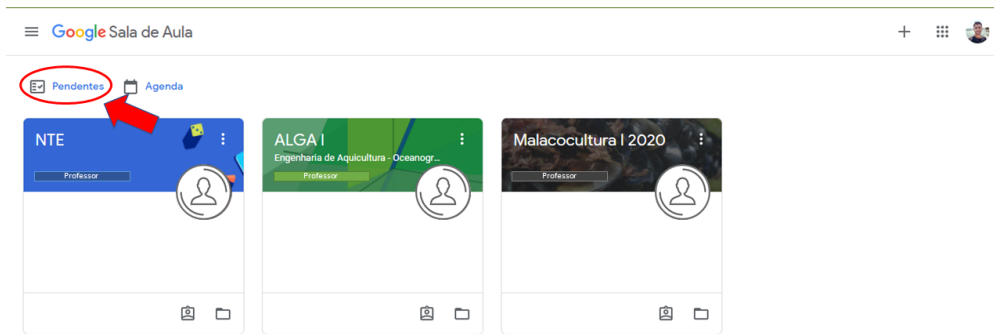 Google Sala de Aula
Pendentes Agenda
NTE
Professor
ALGA I
Engenharia de Aquicultura - Oceanogr...
Professor
Malacocultura I 2020
Professor